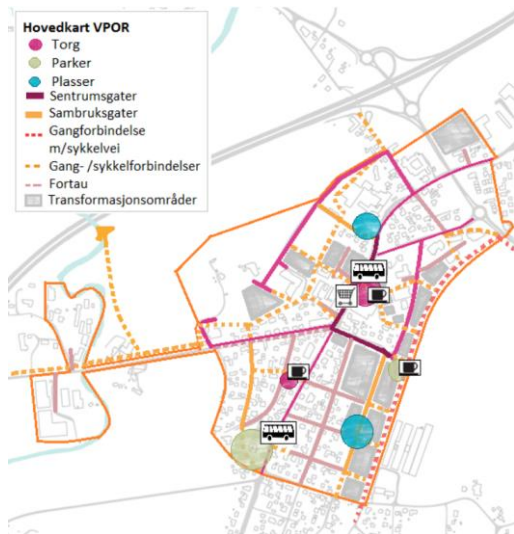 Hovedkart VPOR
Torg
Parker
Plasser
Sentrumsgater
Sambruksgater
Gangforbindelse
m/sykkelvei
Gang- /sykkelforbindelser
Fortau
Transformasjonsområder